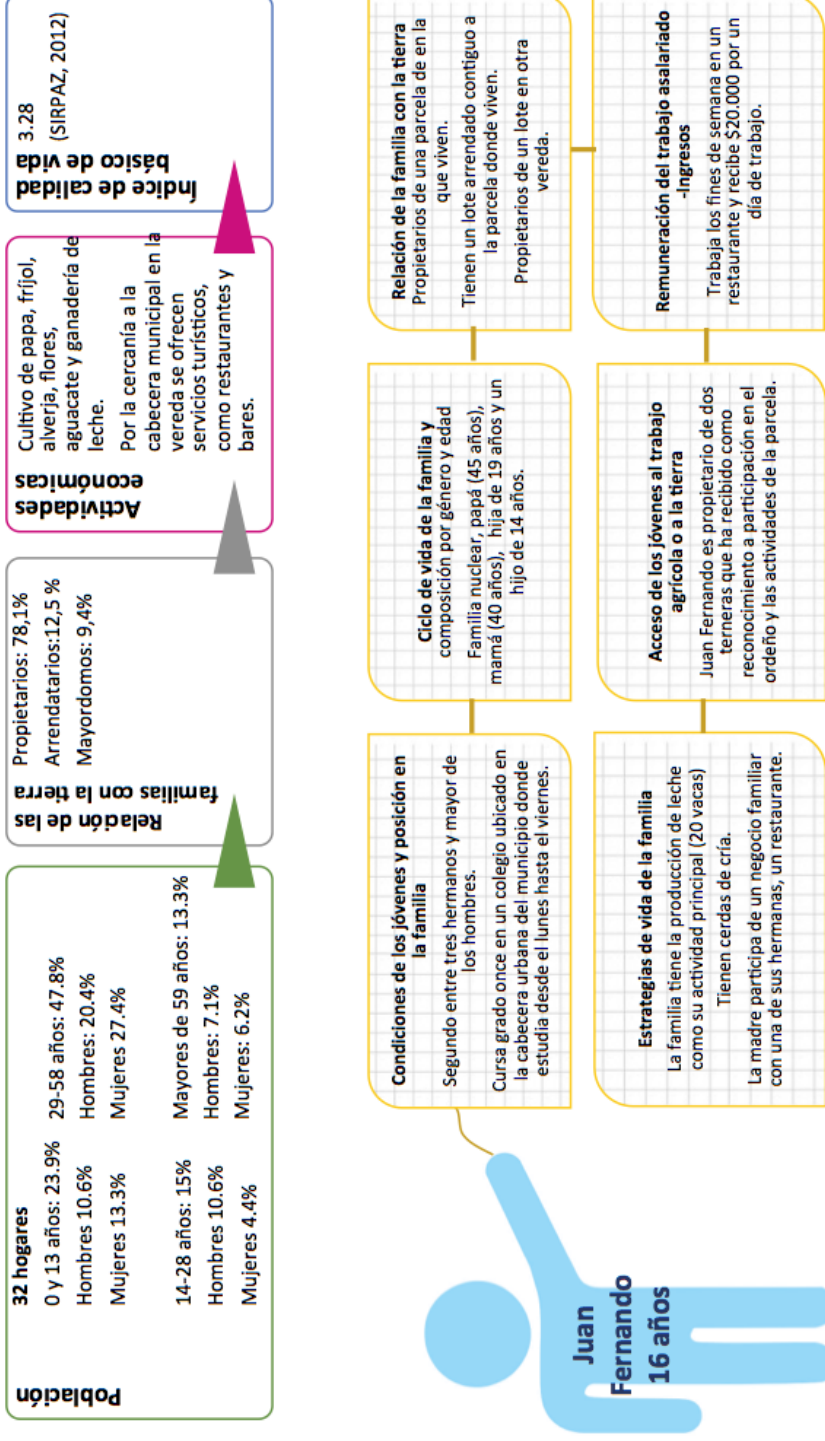 Población
32 hogares
0 y 13 años: 23.9%
Hombres 10.6%
Mujeres 13.3%
14-28 años: 15%
Hombres: 10.6%
Mujeres 4.4%
29-58 años: 47.8%
Hombres: 20.4%
Mujeres 27.4%
Mayores de 59 años: 13.3%
Hombres: 7.1%
Mujeres: 6.2%
Relación de las
familias con la tierra
Propietarios: 78,1%
Arrendatarios:12,5 %
Mayordomos: 9,4%
Actividades
económicas
Cultivo de papa, fríjol,
alverja, flores,
aguacate y ganadería de
leche.
Por la cercanía a la
cabecera municipal en la
vereda se ofrecen
servicios turísticos,
como restaurantes y
bares.
Índice de calidad
básico de vida
3.28
(SIRPAZ, 2012)
Juan
Fernando
16 años
Condiciones de los jóvenes y posición en
la familia
Segundo entre tres hermanos y mayor de
los hombres.
Cursa grado once en un colegio ubicado en
la cabecera urbana del municipio donde
estudia desde el lunes hasta el viernes.
Ciclo de vida de la familia y
composición por género y edad
Familia nuclear, papá (45 años),
mamá (40 años), hija de 19 años y un
hijo de 14 años.
Relación de la familia con la tierra
Propietarios de una parcela de en la
que viven.
Tienen un lote arrendado contiguo a
la parcela donde viven.
Propietarios de un lote en otra
vereda.
Estrategias de vida de la familia
La familia tiene la producción de leche
como su actividad principal (20 vacas)
Tienen cerdas de cría.
La madre participa de un negocio familiar
con una de sus hermanas, un restaurante.
Acceso de los jóvenes al trabajo
agrícola o a la tierra
Juan Fernando es propietario de dos
terneras que ha recibido como
reconocimiento a participación en el
ordeño y las actividades de la parcela.
Remuneración del trabajo asalariado
-Ingresos
Trabaja los fines de semana en un
restaurante y recibe $20.000 por un
día de trabajo.